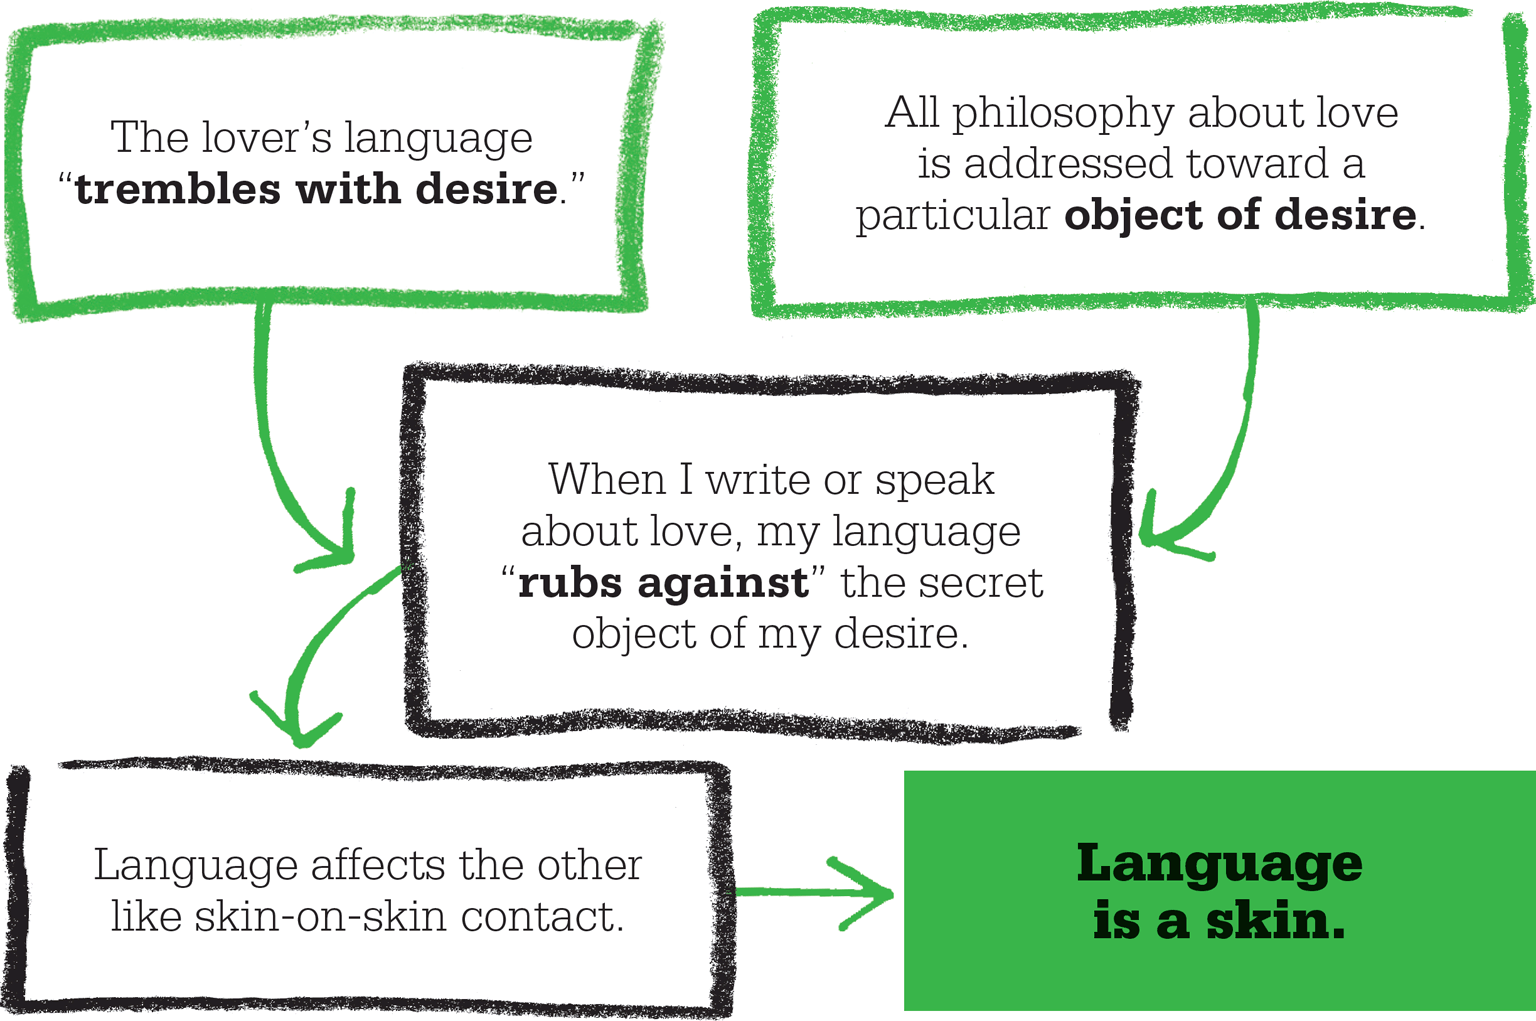 The lover’s language
“trembles with desire.”
All philosophy about love
is addressed toward a
particular object of desire.
When I write or speak
about love, my language
“rubs against” the secret
object of my desire.
Language affects the other
like skin-on-skin contact.
Language
is a skin.